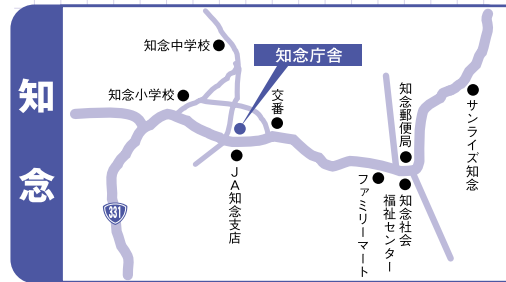 知念
知念中学校
知念庁舎
知念小学校
交番
知念郵便局
サンライズ知念
JA知念支店
ファミリーマート
知念社会
福祉センター
331